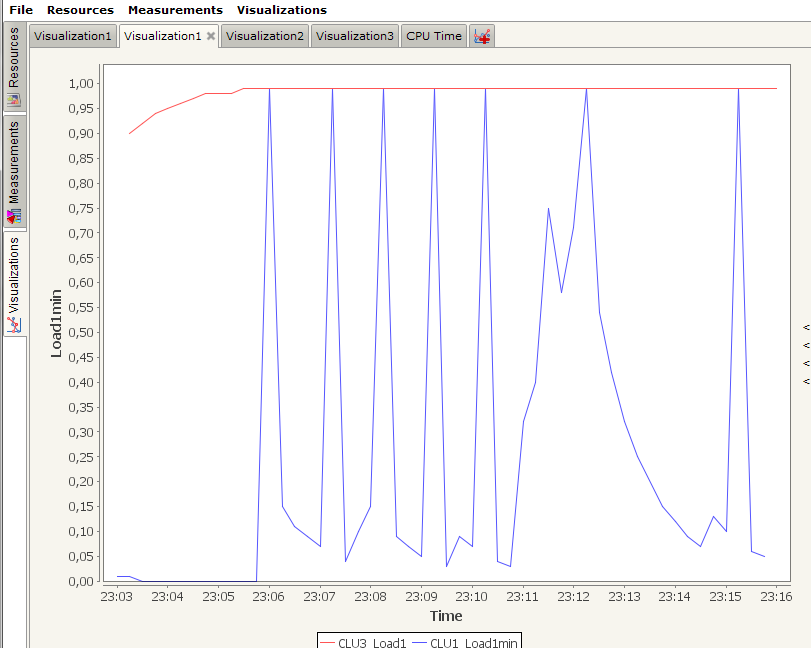 File Resources Measurements Visualizations
Visualization1 Visualization1 Visualization2 Visualization3 CPU Time
Resources
Measurements
Visualizations
Load1min
1,00
0,95
0,90
0,85
0,80
0,75
0,70
0,65
0,60
0,55
0,50
0,45
0,40
0,35
0,30
0,25
0,20
0,15
0,10
0,05
0,00
23:03 23:04 23:05 23:06 23:07 23:08 23:09 23:10 23:11 23:12 23:13 23:14 23:15 23:16
Time
CLU3_Load1 CLU1_Load1min
<
<
<
<